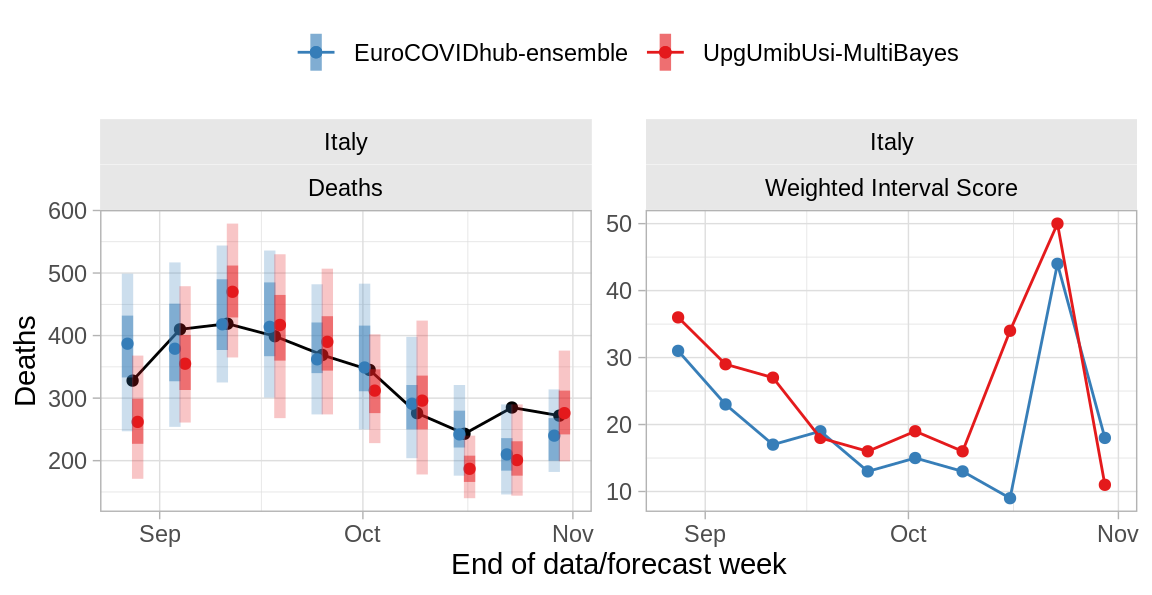 EuroCOVIDhub-ensemble UpgUmibUsi-MultiBayes
Italy
Deaths
600
500
400
300
200
Deaths
Sep Oct Nov
Italy
Weighted Interval Score
50
40
30
20
10
Sep Oct Nov
End of data/forecast week